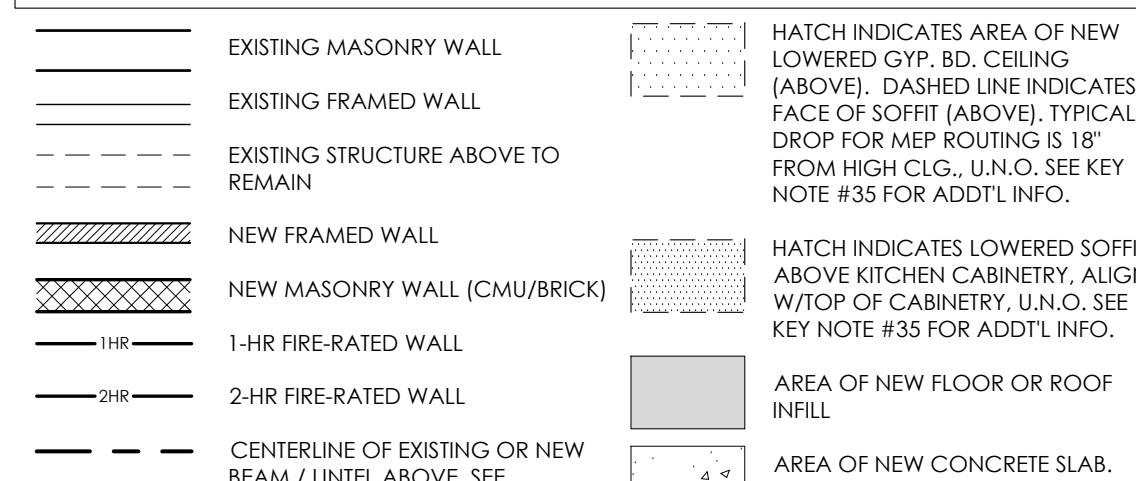 EXISTING MASONRY WALL
EXISTING FRAMED WALL
EXISTING STRUCTURE ABOVE TO
REMAIN
NEW FRAMED WALL
NEW MASONRY WALL (CMU/BRICK)
1HR
1-HR FIRE-RATED WALL
2HR
2-HR FIRE-RATED WALL
CENTERLINE OF EXISTING OR NEW
BEAM / LINTEL ABOVE. SEE
HATCH INDICATES AREA OF NEW
LOWERED GYP. BD. CEILING
(ABOVE). DASHED LINE INDICATES
FACE OF SOFFIT (ABOVE). TYPICAL
DROP FOR MEP ROUTING IS 18"
FROM HIGH CLG., U.N.O. SEE KEY
NOTE #35 FOR ADDT'L INFO.
HATCH INDICATES LOWERED
ABOVE KITCHEN CABINETRY,
W/TOP OF CABINETRY, U.N.O. SEE
KEY NOTE #35 FOR ADDT'L INFO.
AREA OF NEW FLOOR OR ROOF
INFILL
AREA OF NEW CONCRETE SLAB.